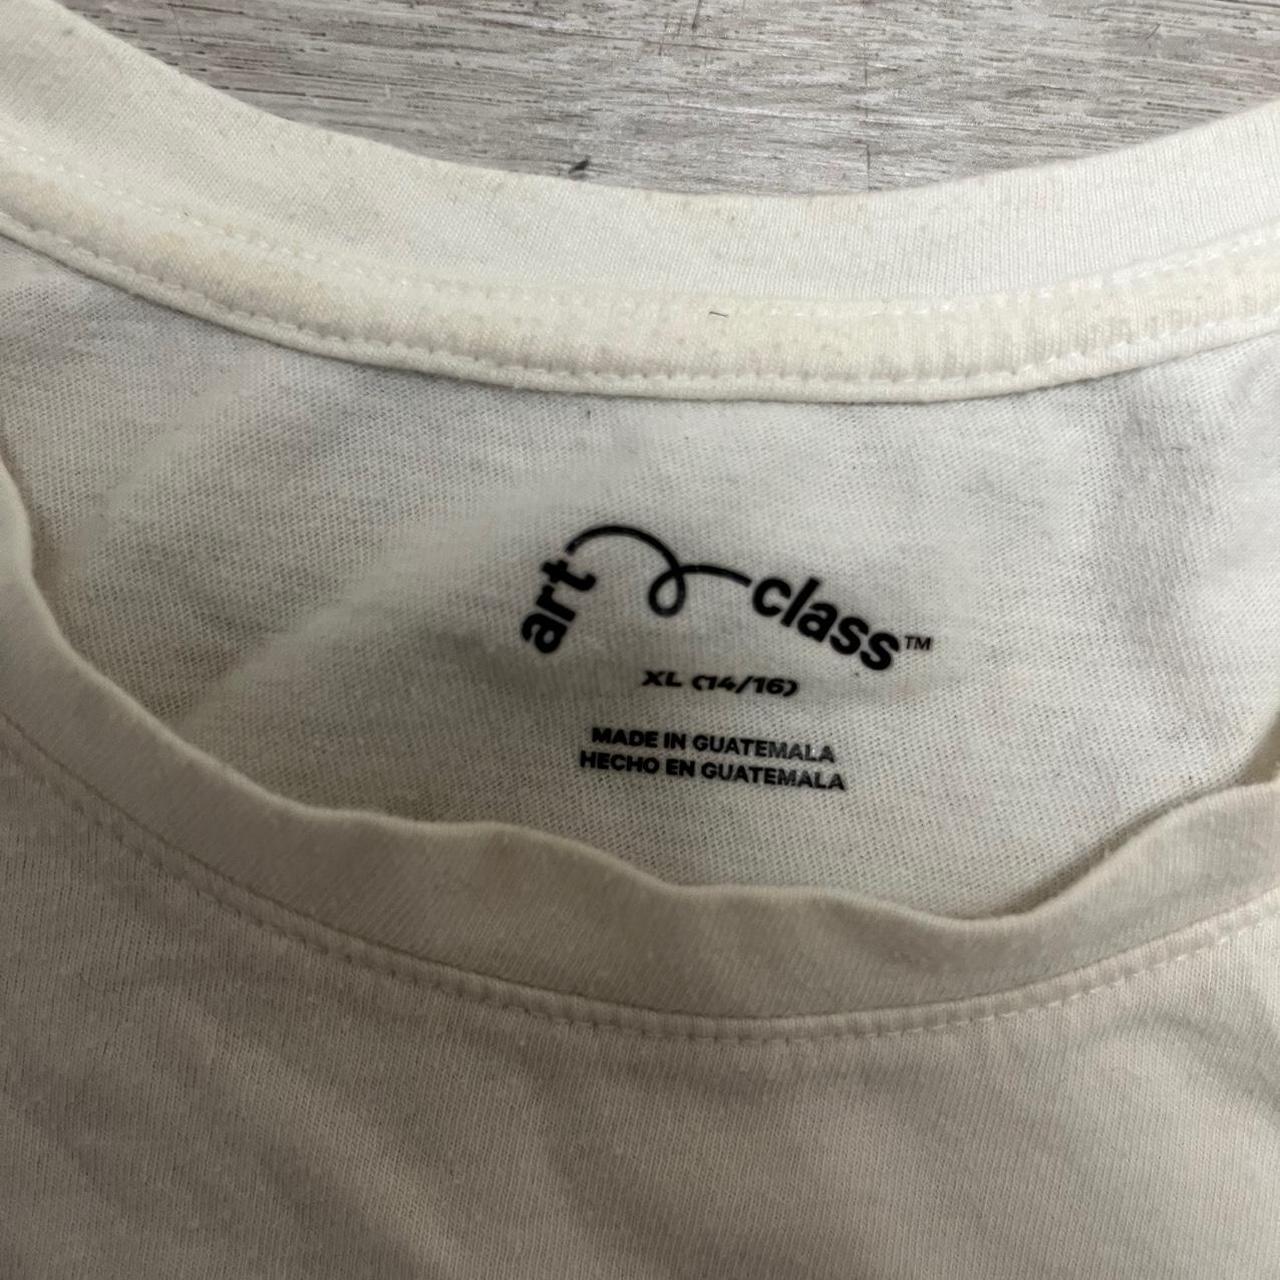 art class™
XL (14/16)
MADE IN GUATEMALA
HECHO EN GUATEMALA